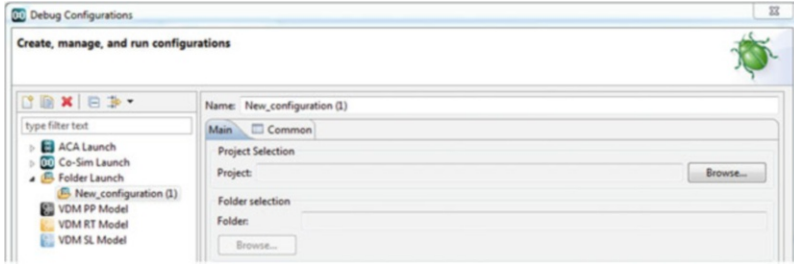 Debug Configurations
Create, manage, and run configurations
Name: New_configuration (1)
type filter text
Main Common
ACA Launch
Project Selection
Co-Sim Launch
Project: Browse...
Folder Launch
New_configuration (1)
Folder selection
VDM PP Model
Folder:
VDM RT Model
VDM SL Model
Browse...